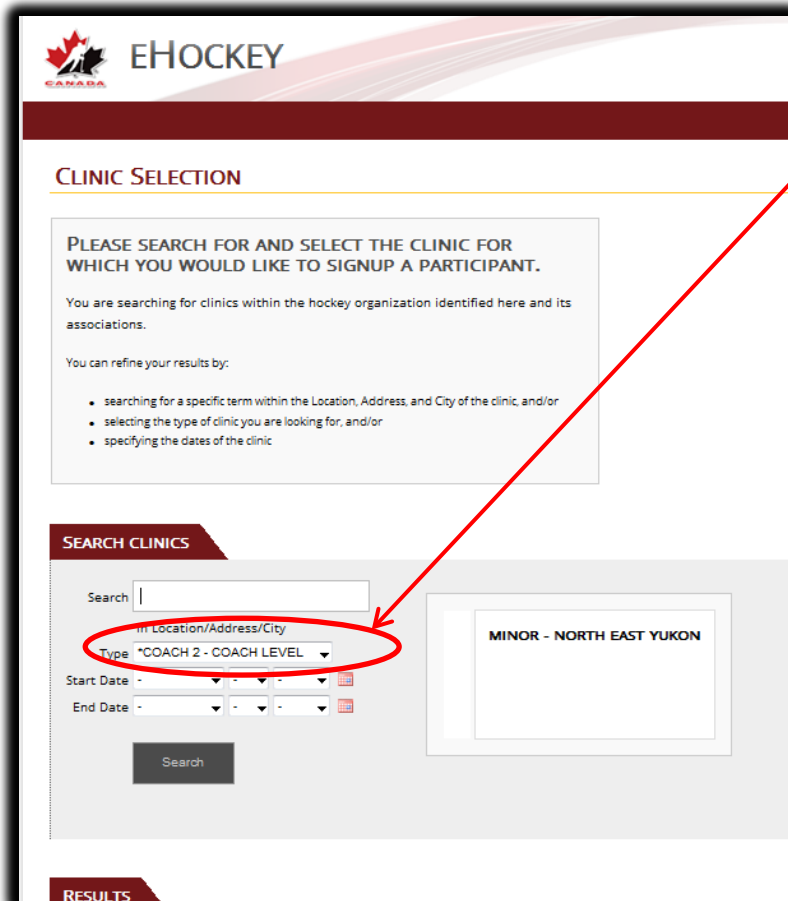 CANADA
EHOCKEY
CLINIC SELECTION
PLEASE SEARCH FOR AND SELECT THE CLINIC FOR
WHICH YOU WOULD LIKE TO SIGNUP A PARTICIPANT.
You are searching for clinics within the hockey organization identified here and its
associations.
You can refine your results by:
• searching for a specific term within the Location, Address, and City of the clinic, and/or
• selecting the type of clinic you are looking for, and/or
• specifying the dates of the clinic
SEARCH CLINICS
Search
in Location/Address/City
Type *COACH 2 - COACH LEVEL
Start Date - - -
End Date - - -
Search
MINOR - NORTH EAST YUKON
RESULTS